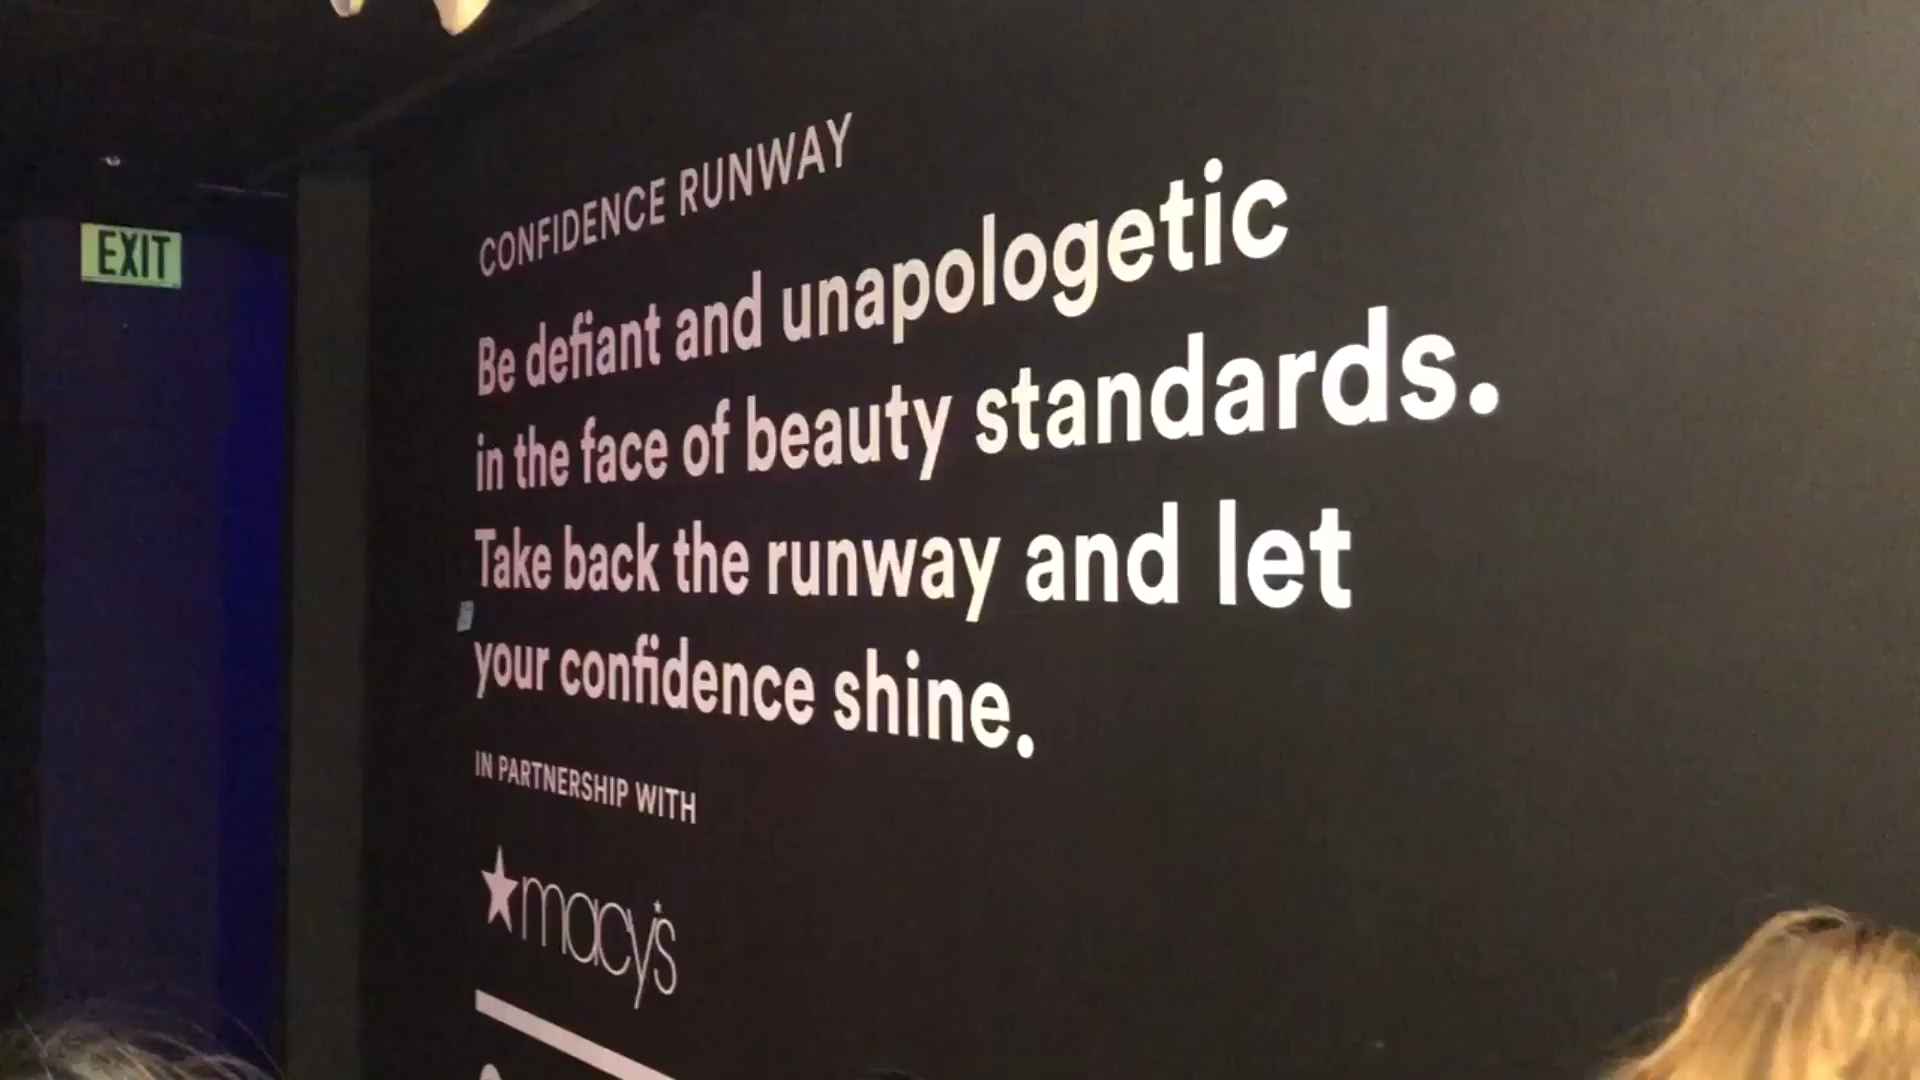 EXIT
CONFIDENCE RUNWAY
Be defiant and unapologetic
in the face of beauty standards.
Take back the runway and let
your confidence shine.
IN PARTNERSHIP WITH
macy's